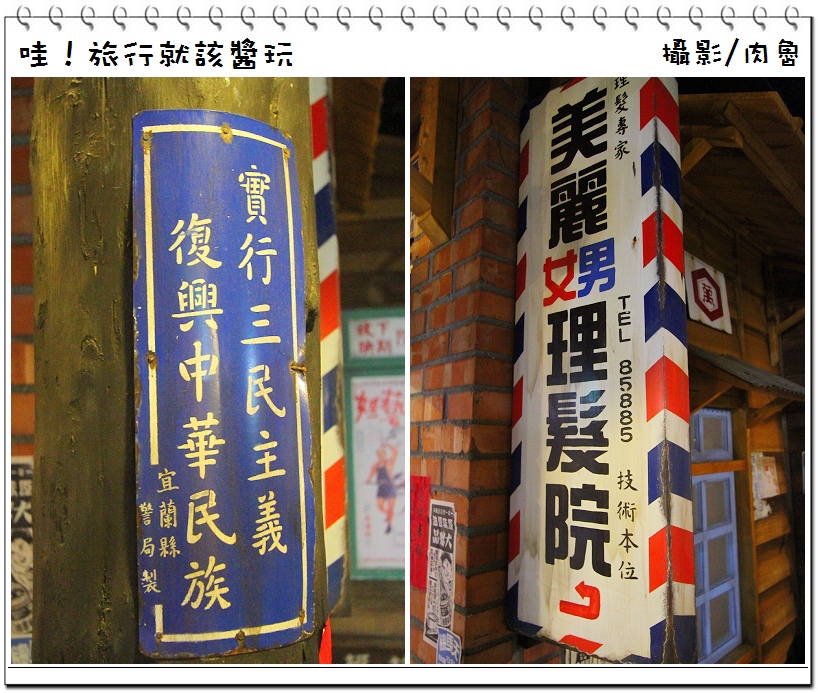 哇！旅行就該醬玩
攝影/肉魯
實行三民主義
復興中華民族
宜蘭縣
警局製
理髮專家
美麗
女男
理髮院
TEL 85885
技術本位
萬